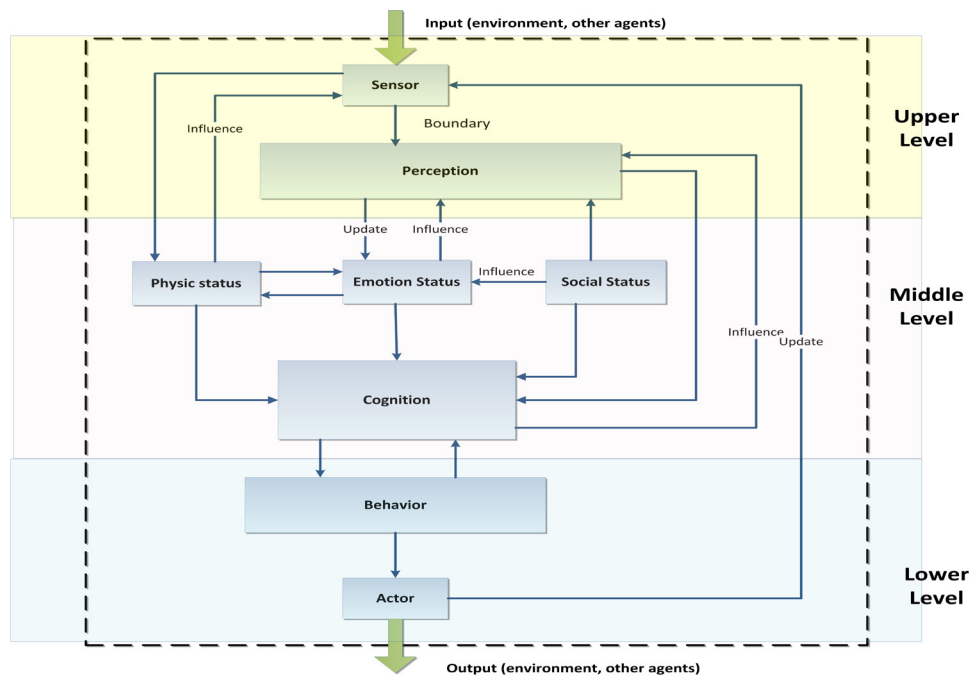 Input (environment, other agents)
Sensor
Upper
Level
Boundary
Influence
Perception
Update
Influence
Physic status
Emotion Status
Influence
Social Status
Middle
Level
Influence
Update
Cognition
Behavior
Lower
Level
Actor
Output (environment, other agents)